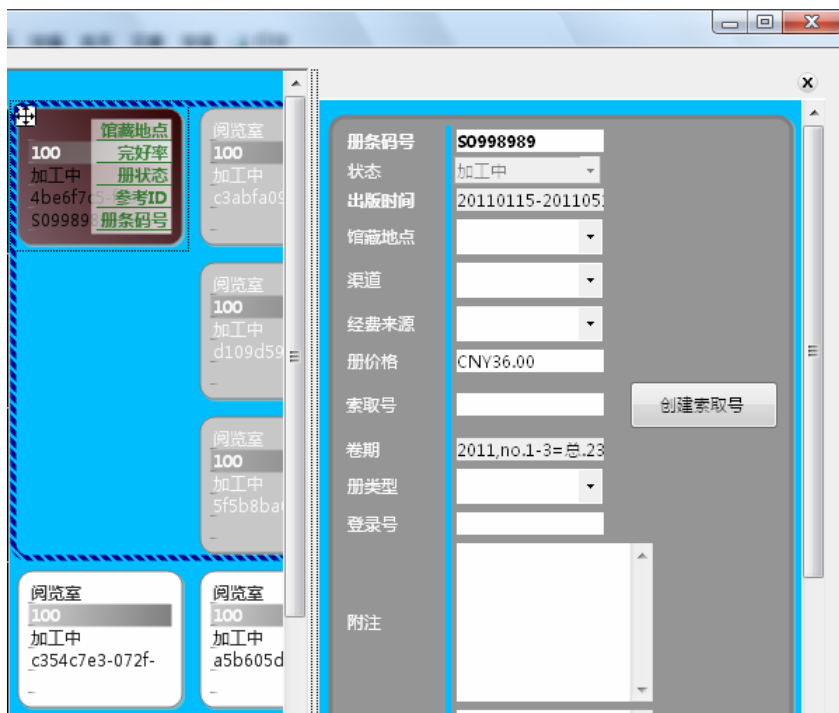 馆藏地点
100 完好率
加工中 册状态
4be6f7c5- 参考ID
S099898 册条码号
阅览室
100
加工中
c3abfa09
阅览室
100
加工中
d109d59
阅览室
100
加工中
5f5b8ba
阅览室
100
加工中
c354c7e3-072f-
阅览室
100
加工中
a5b605d
册条码号 S0998989
状态 加工中
出版时间 20110115-201105
馆藏地点
渠道
经费来源
册价格 CNY36.00
索取号 创建索取号
卷期 2011,no.1-3=总.23
册类型
登录号
附注